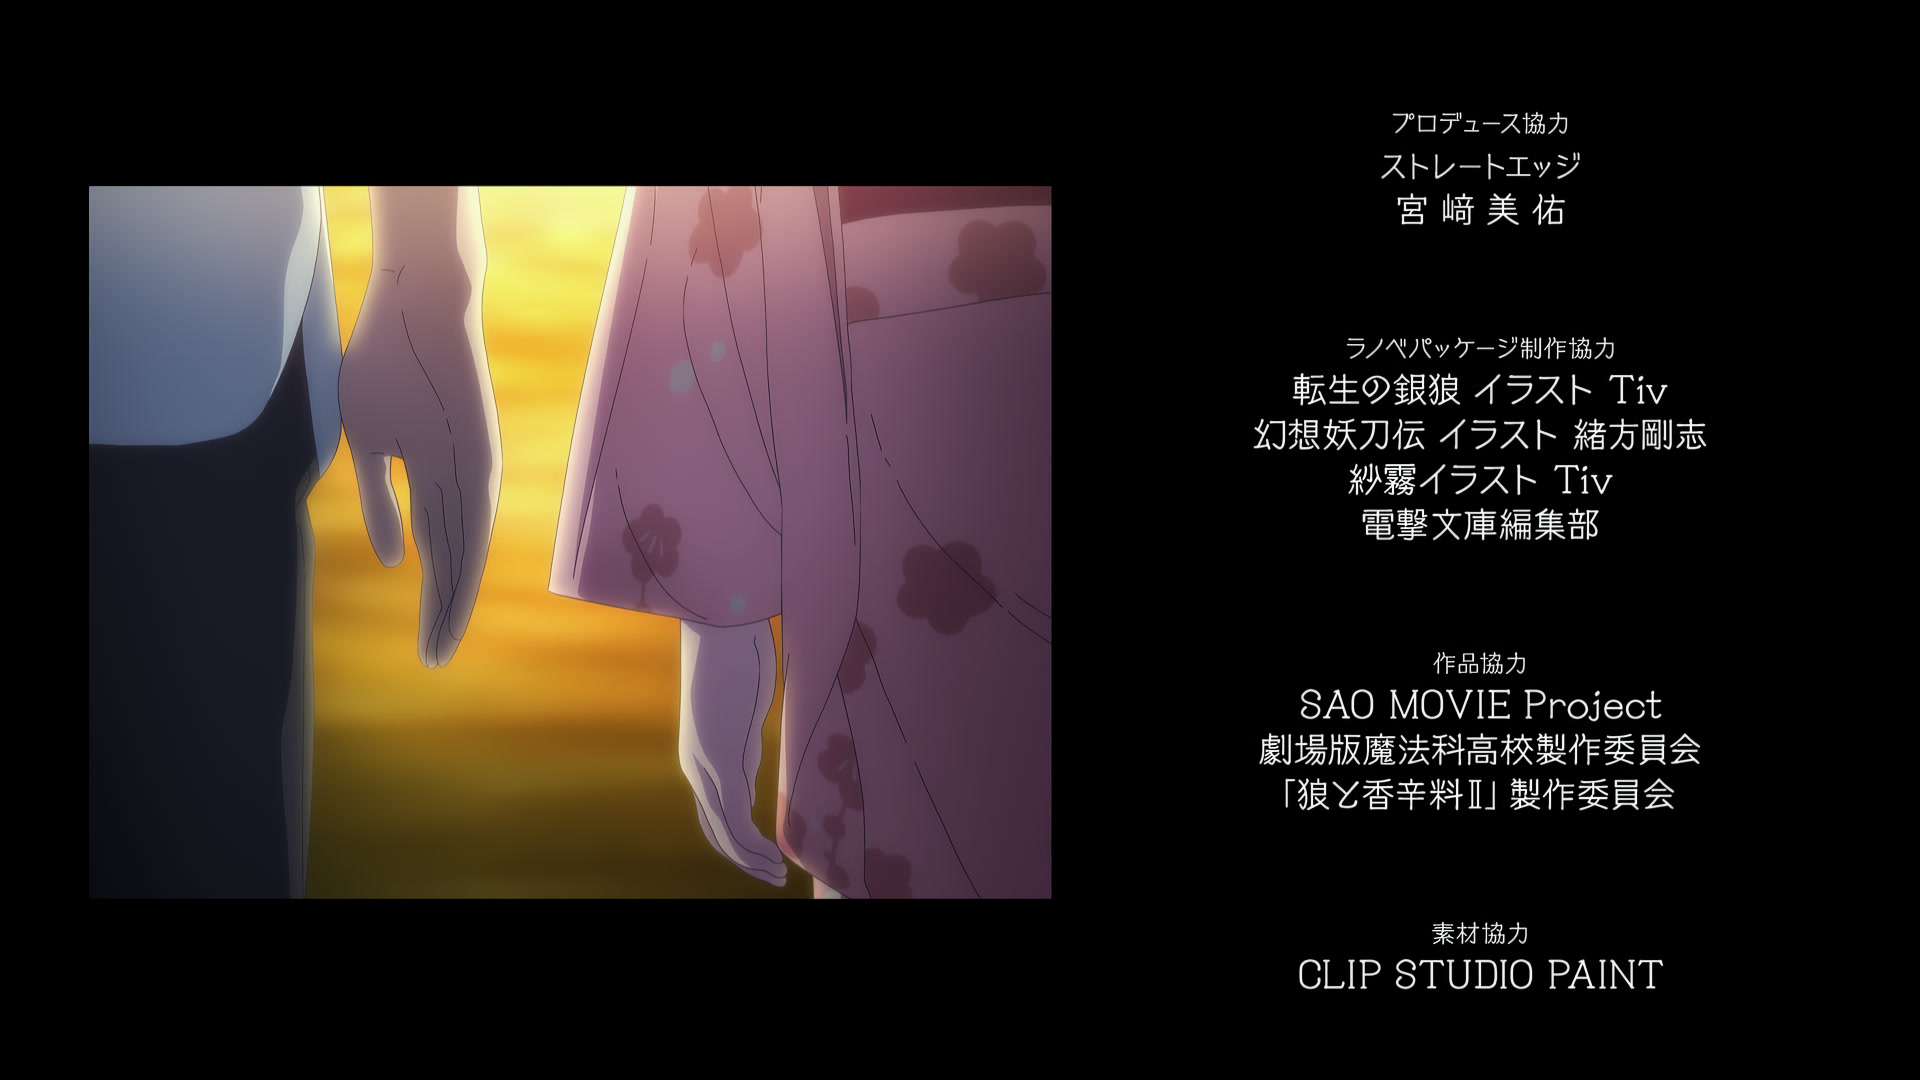 プロデュース協力
ストレートエッジ
宮﨑美佑
ラノベパッケージ制作協力
転生の銀狼 イラスト Tiv
幻想妖刀伝 イラスト 緒方剛志
紗霧イラスト Tiv
電撃文庫編集部
作品協力
SAO MOVIE Project
劇場版魔法科高校製作委員会
「狼と香辛料Ⅱ」製作委員会
素材協力
CLIP STUDIO PAINT